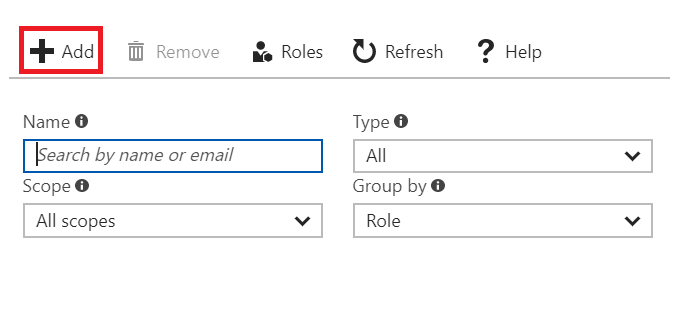 Add Remove Roles Refresh Help
Name Type
Search by name or email All
Scope Group by
All scopes Role